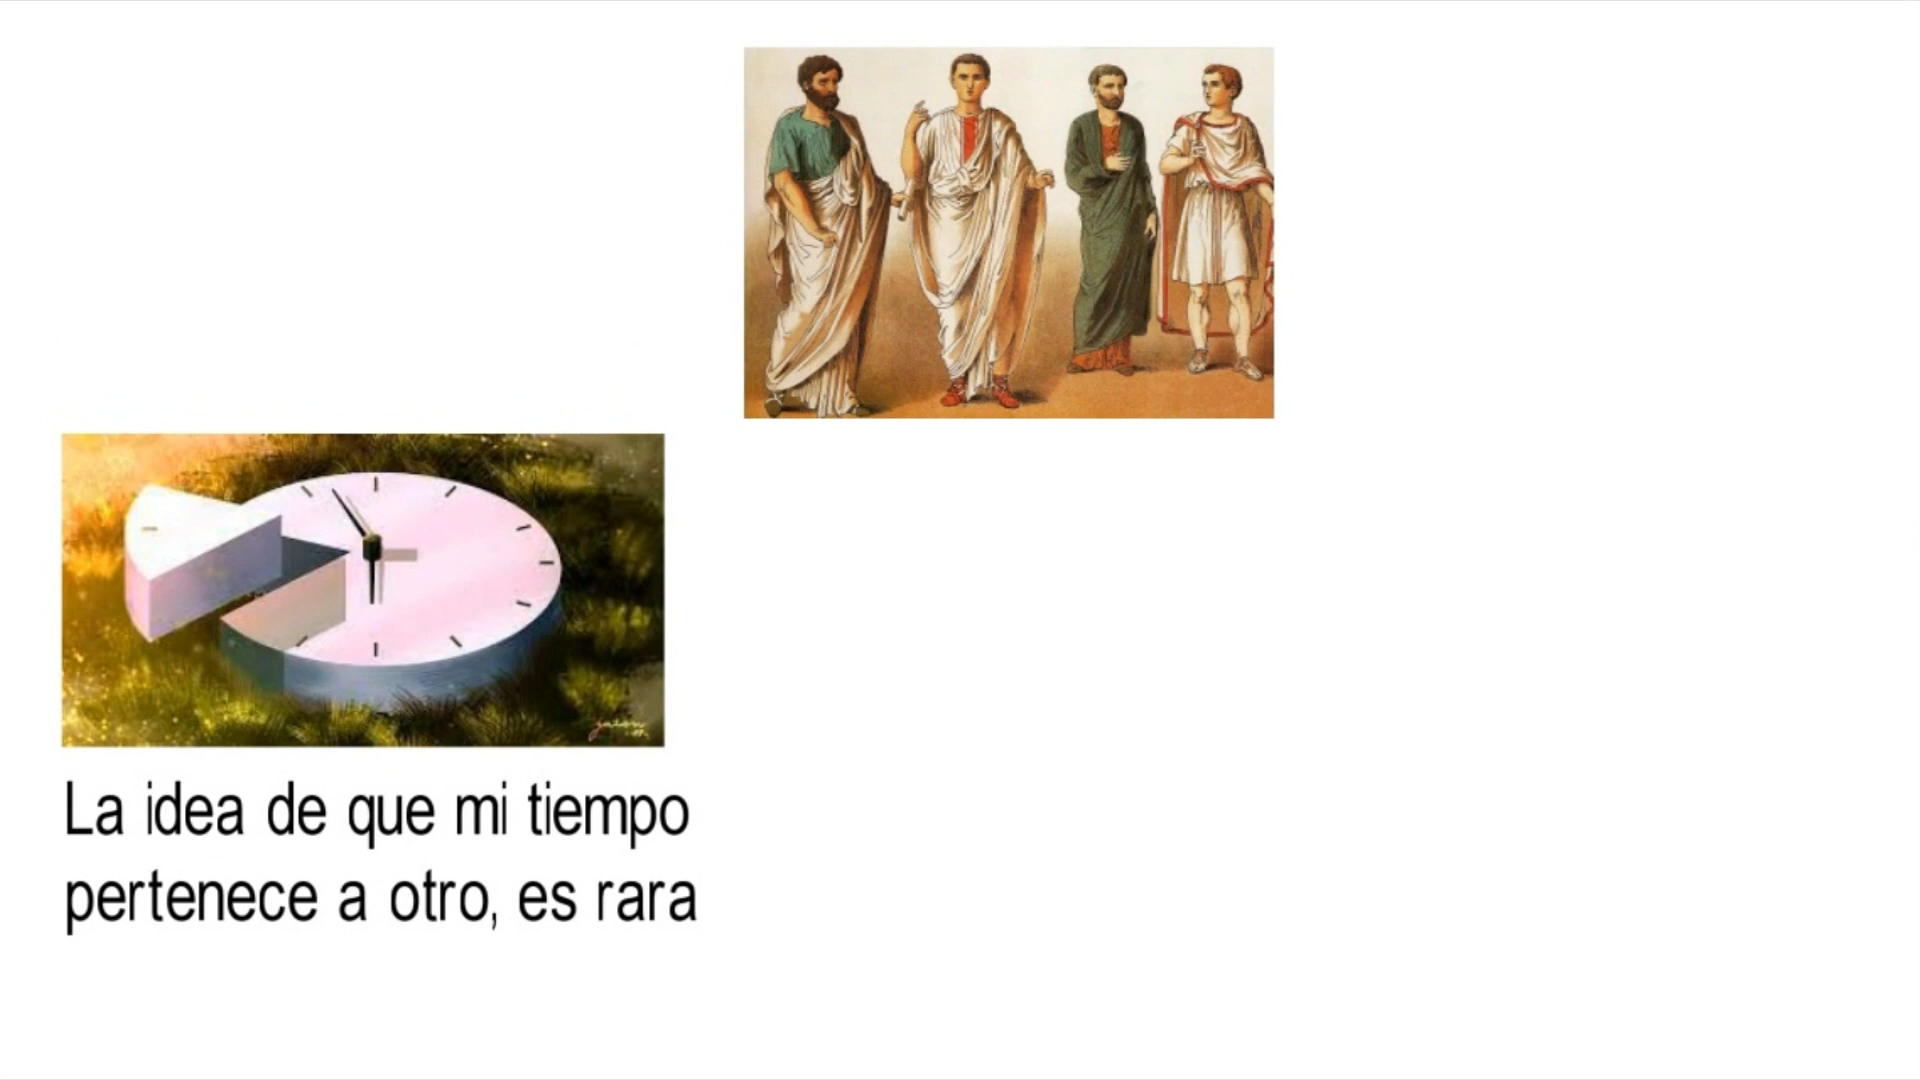 La idea de que mi tiempo
pertenece a otro, es rara